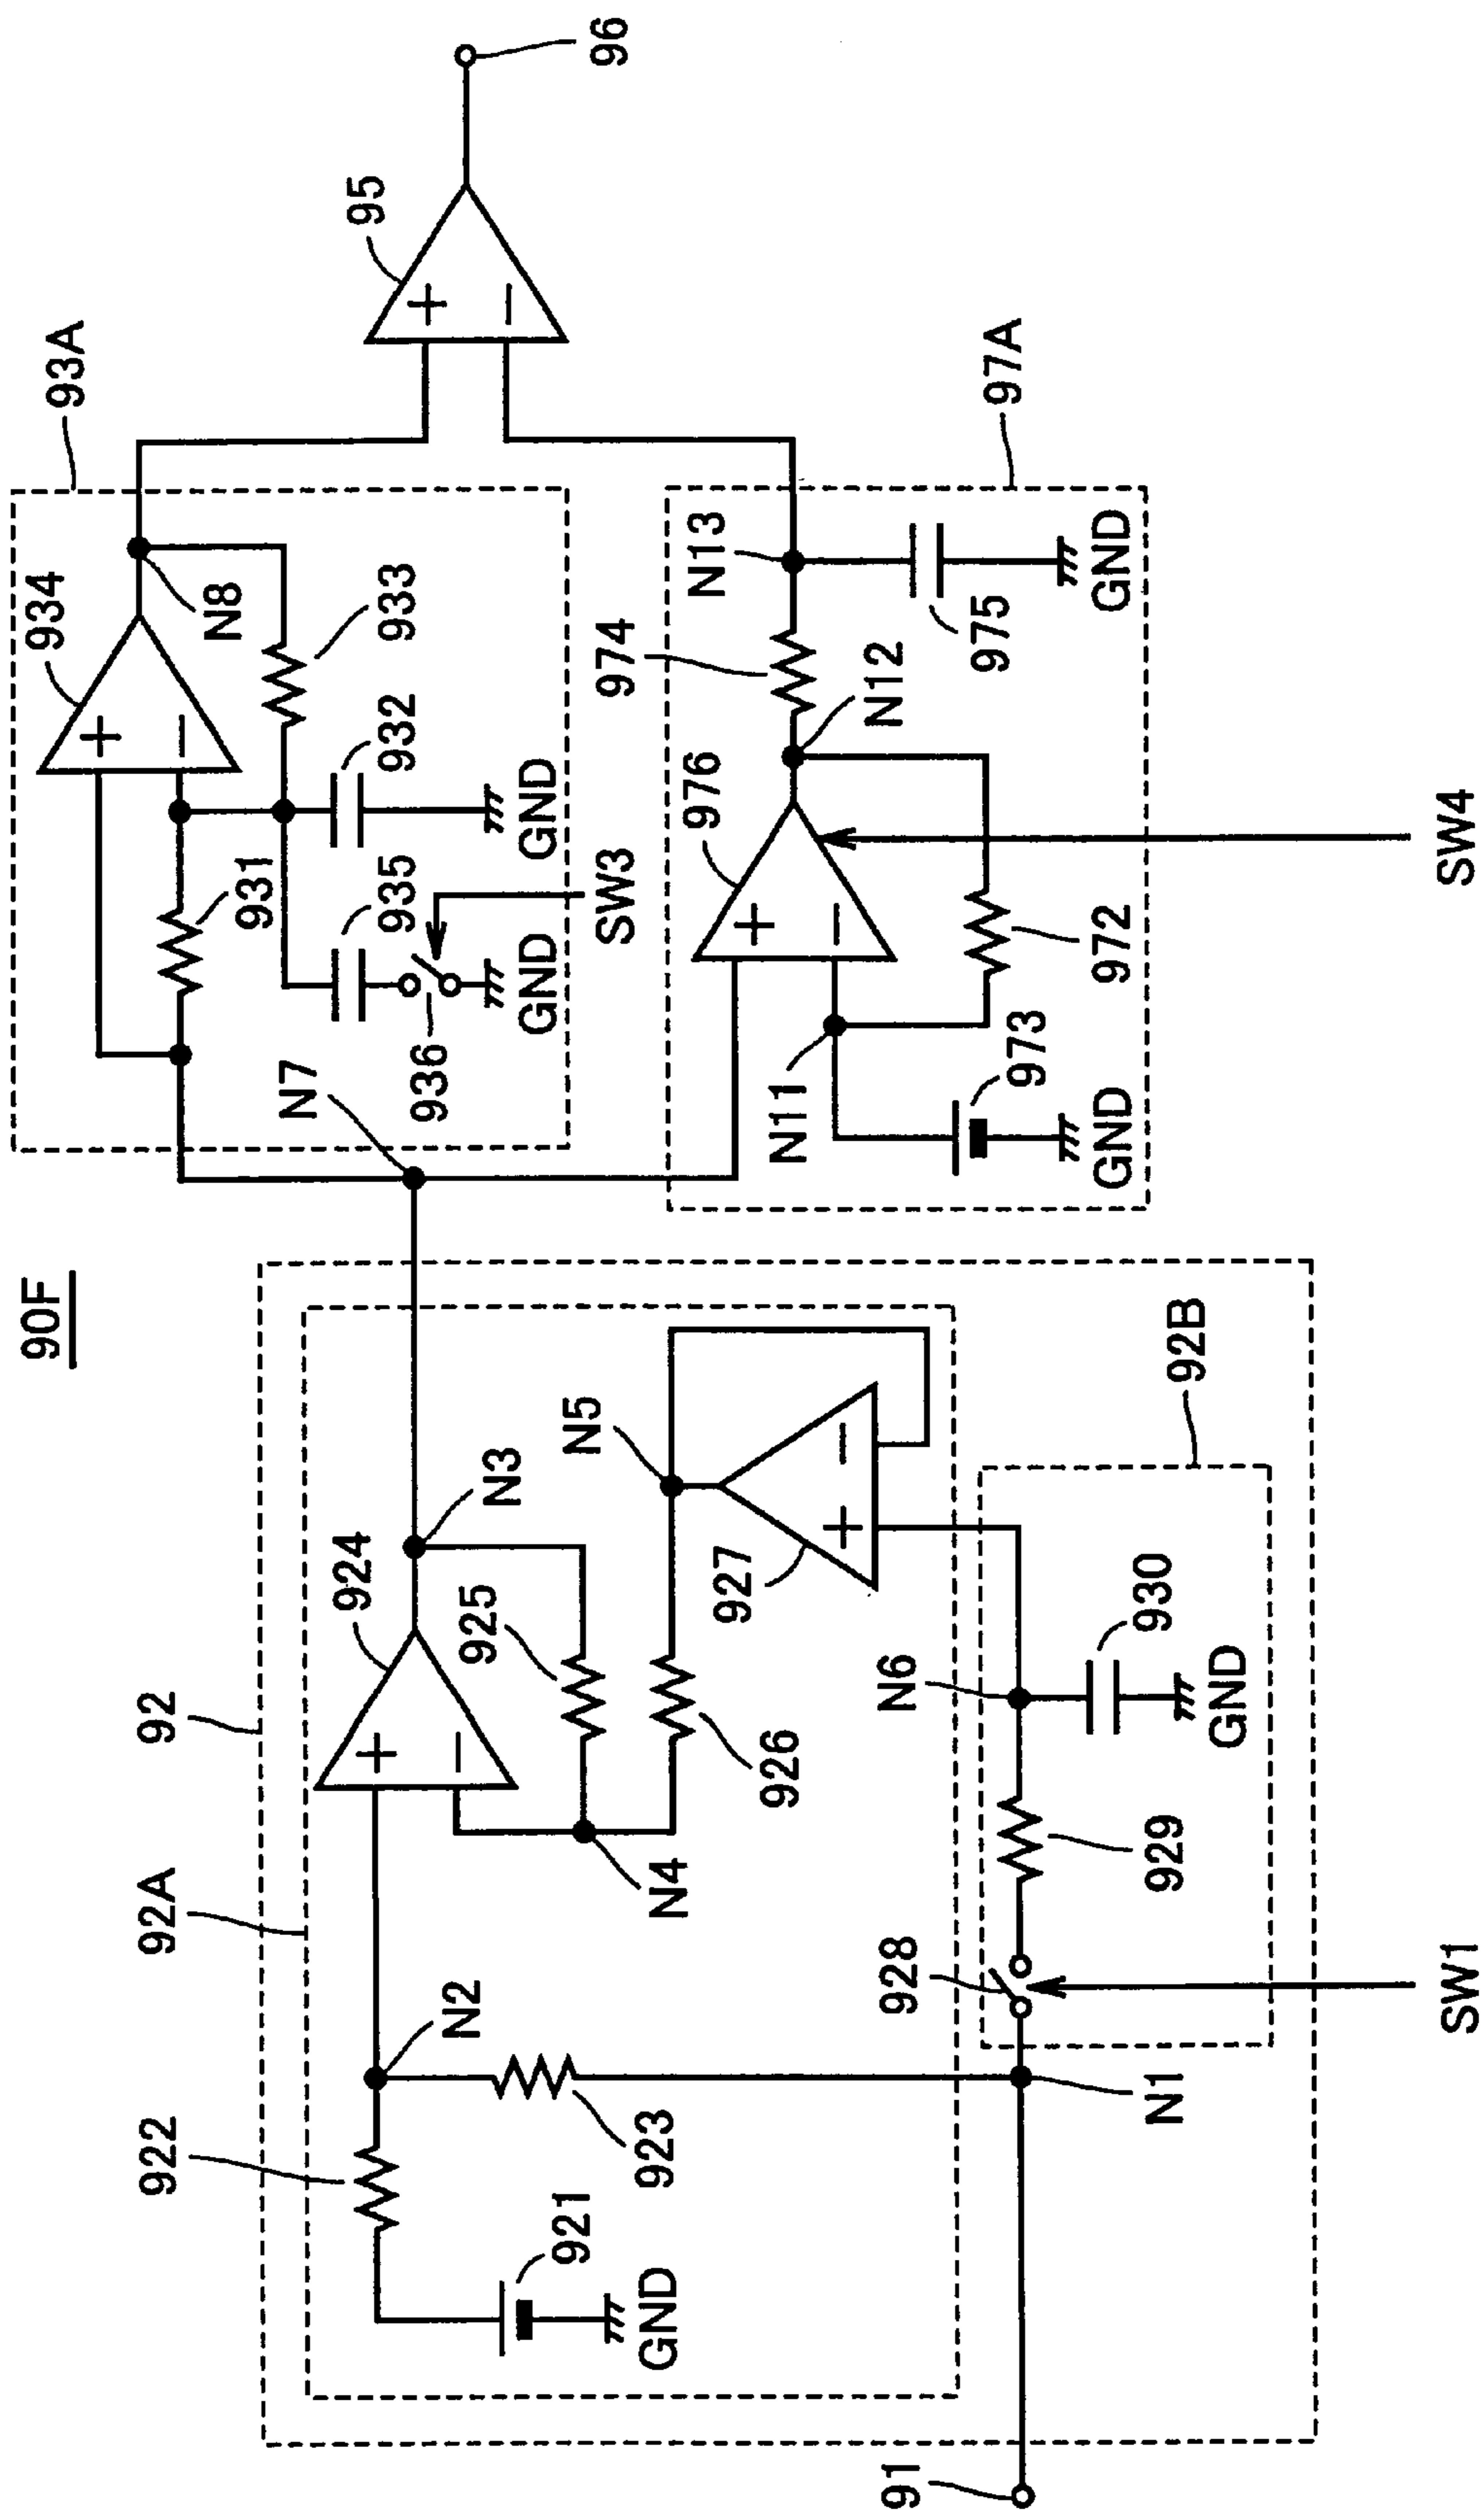 90F
92
92A
922
921
GND
923
N2
924
N3
925
926
N4
N5
927
91
N1
928
929
N6
930
GND
92B
SW1
93A
934
N8
933
931
932
935
GND
936
GND
SW3
N7
95
96
97A
976
N12
974
N13
975
GND
N11
973
GND
972
SW4